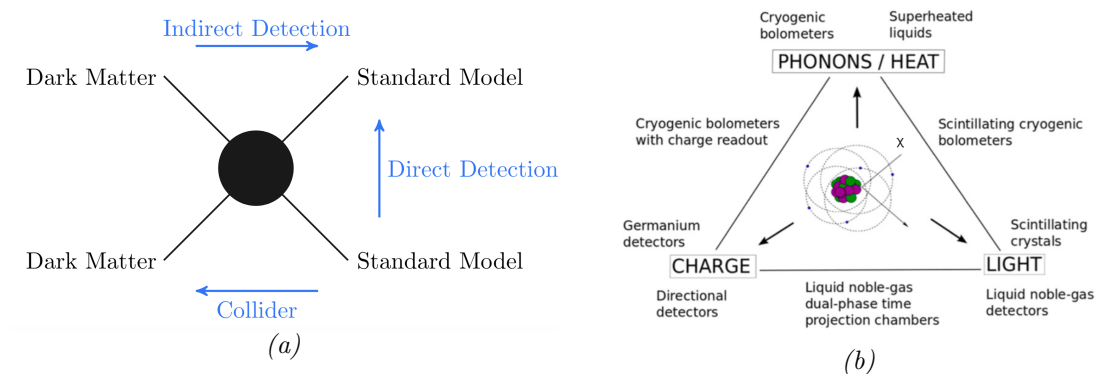 Indirect Detection
Dark Matter
Standard Model
Direct Detection
Dark Matter
Standard Model
Collider
(a)
Cryogenic
bolometers
Superheated
liquids
PHONONS / HEAT
Cryogenic bolometers
with charge readout
Scintillating cryogenic
bolometers
X
Germanium
detectors
Scintillating
crystals
CHARGE
LIGHT
Directional
detectors
Liquid noble-gas
dual-phase time
projection chambers
Liquid noble-gas
detectors
(b)